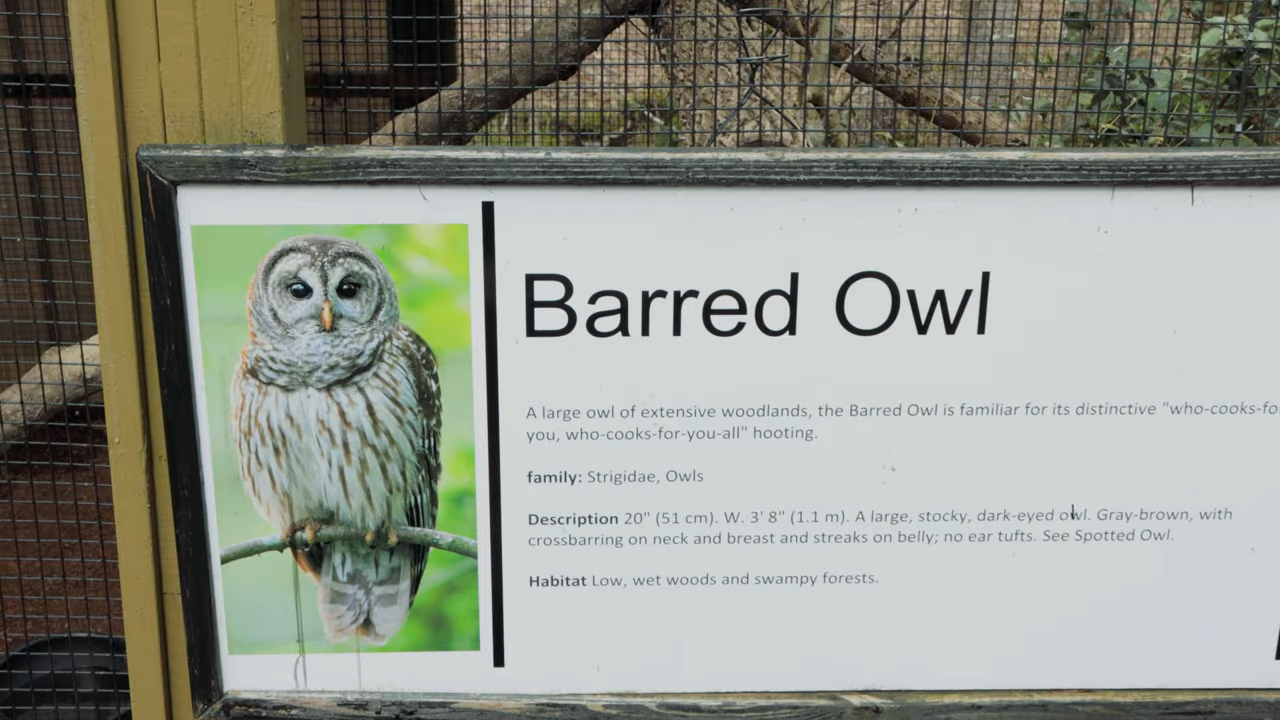 Barred Owl
A large owl of extensive woodlands, the Barred Owl is familiar for its distinctive "who-cooks-fo
you, who-cooks-for-you-all" hooting.
family: Strigidae, Owls
Description 20" (51 cm). W. 3' 8" (1.1 m). A large, stocky, dark-eyed owl. Gray-brown, with
crossbarring on neck and breast and streaks on belly; no ear tufts. See Spotted Owl.
Habitat Low, wet woods and swampy forests.